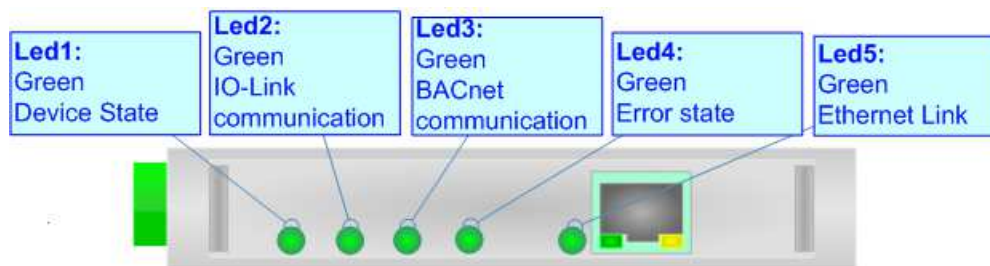 Led1:
Green
Device State
Led2:
Green
IO-Link
communication
Led3:
Green
BACnet
communication
Led4:
Green
Error state
Led5:
Green
Ethernet Link